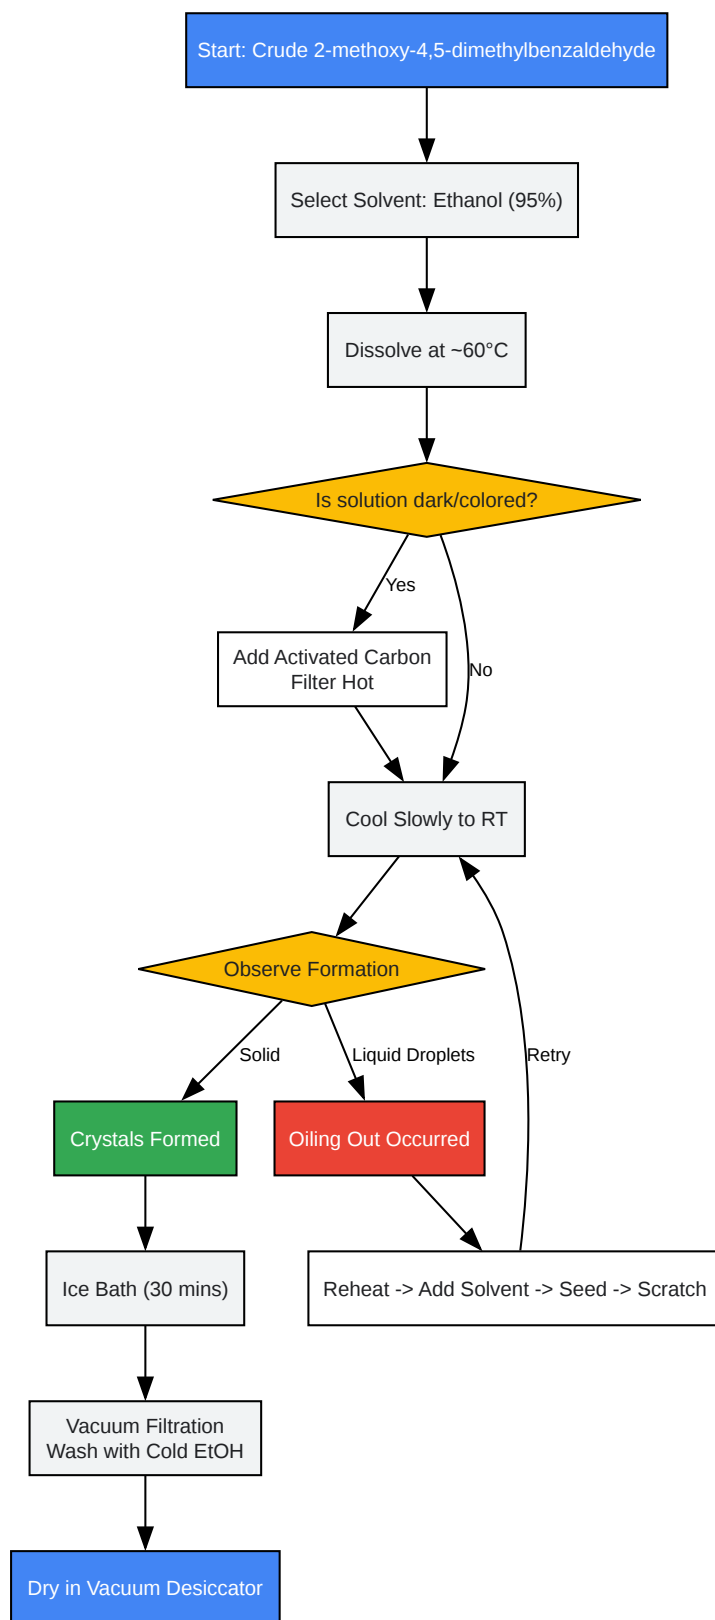 Start: Crude 2-methoxy-4,5-dimethylbenzaldehyde
Select Solvent: Ethanol (95%)
Dissolve at ~60°C
Is solution dark/colored?
Yes
Add Activated Carbon
Filter Hot
No
Cool Slowly to RT
Observe Formation
Solid
Liquid Droplets
Retry
Crystals Formed
Oiling Out Occurred
Ice Bath (30 mins)
Reheat -> Add Solvent -> Seed -> Scratch
Vacuum Filtration
Wash with Cold EtOH
Dry in Vacuum Desiccator